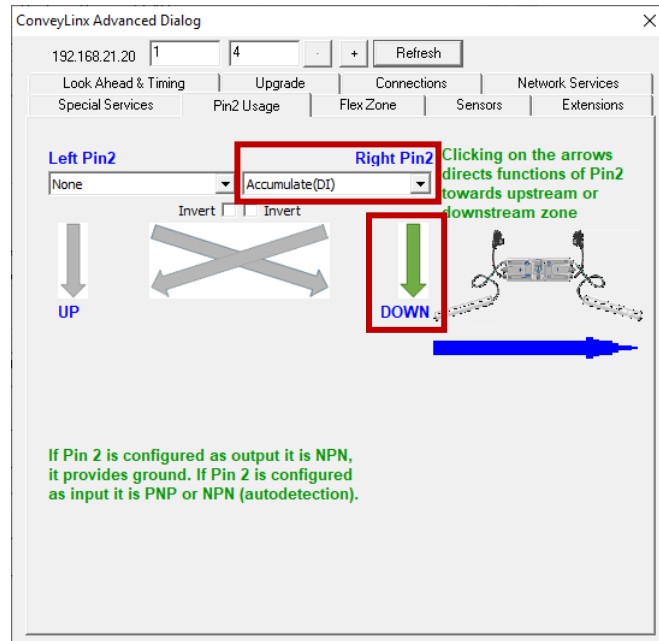 ConveyLinx Advanced Dialog
192.168.21.20 1 4 - + Refresh
Look Ahead & Timing Upgrade Connections Network Services
Special Services Pin2 Usage Flex Zone Sensors Extensions
Left Pin2 Right Pin2
None Accumulate(DI)
Invert Invert
Clicking on the arrows
directs functions of Pin2
towards upstream or
downstream zone
UP DOWN
If Pin 2 is configured as output it is NPN,
it provides ground. If Pin 2 is configured
as input it is PNP or NPN (autodetection).